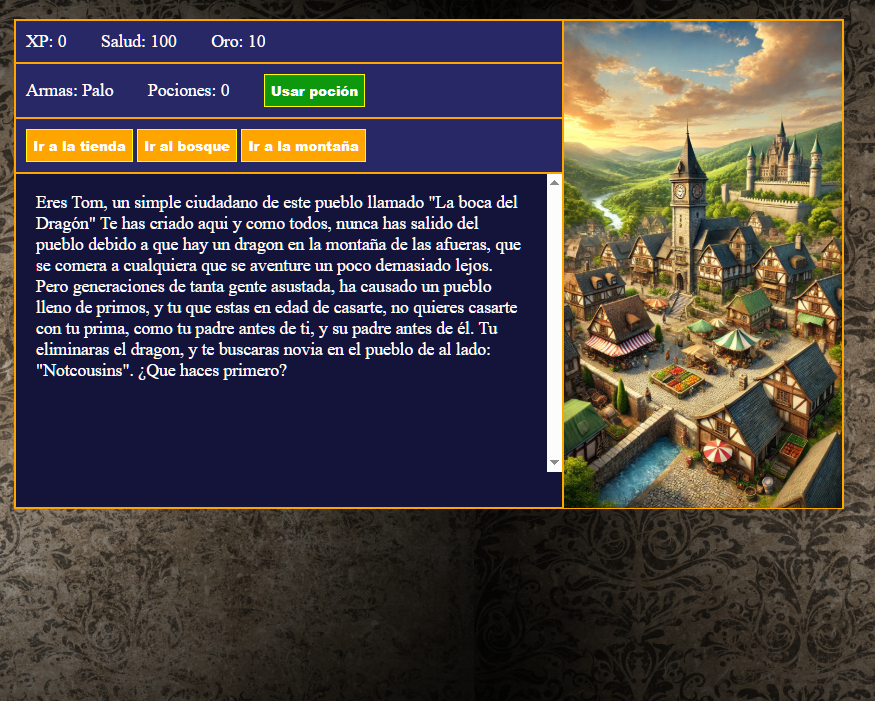 XP: 0 Salud: 100 Oro: 10
Armas: Palo Pociones: 0 Usar poción
Ir a la tienda Ir al bosque Ir a la montaña
Eres Tom, un simple ciudadano de este pueblo llamado "La boca del
Dragón" Te has criado aqui y como todos, nunca has salido del
pueblo debido a que hay un dragon en la montaña de las afueras, que
se comera a cualquiera que se aventure un poco demasiado lejos.
Pero generaciones de tanta gente asustada, ha causado un pueblo
lleno de primos, y tu que estas en edad de casarte, no quieres casarte
con tu prima, como tu padre antes de ti, y su padre antes de él. Tu
eliminaras el dragon, y te buscaras novia en el pueblo de al lado:
"Notcousins". ¿Que haces primero?